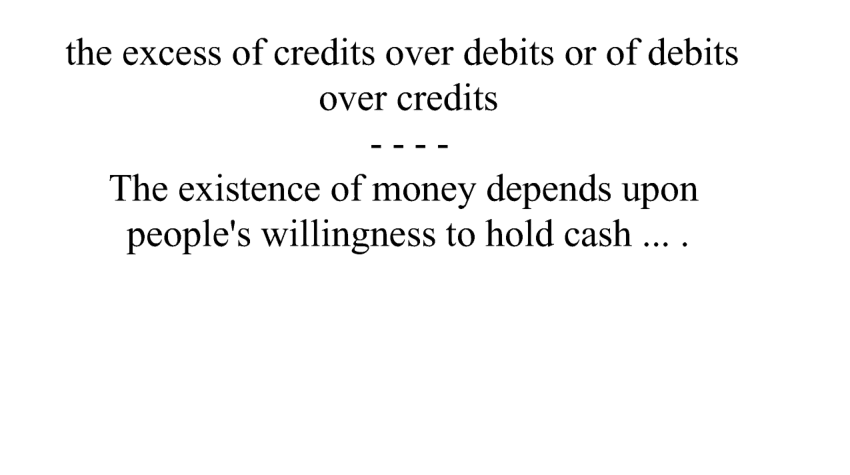 the excess of credits over debits or of debits
over credits
- - - -
The existence of money depends upon
people's willingness to hold cash ... .